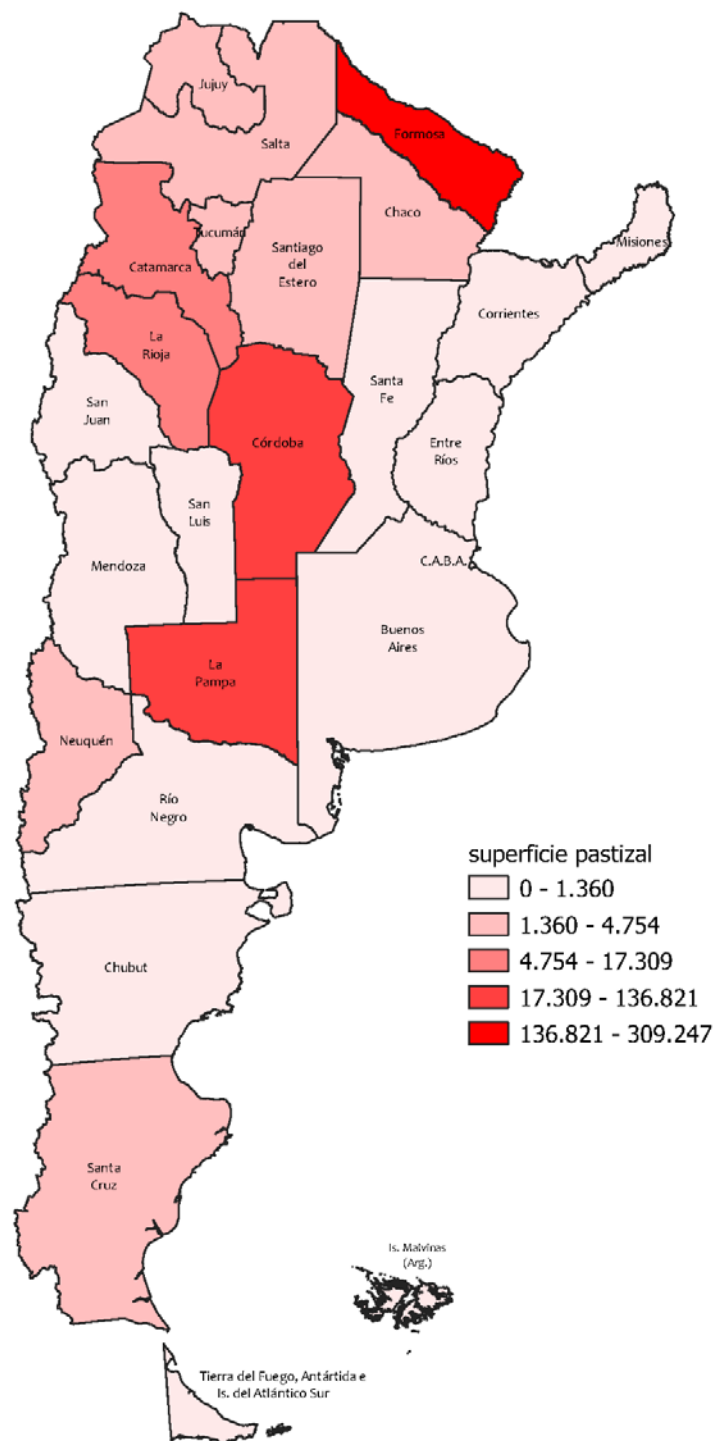 Jujuy
Salta
Formosa
Chaco
Tucumán
Catamarca
Santiago
del
Estero
Misiones
Corrientes
La
Rioja
San
Juan
Santa
Fe
Córdoba
Entre
Ríos
San
Luis
Mendoza
C.A.B.A.
Buenos
Aires
La
Pampa
Neuquén
Río
Negro
superficie pastizal
0 - 1.360
1.360 - 4.754
4.754 - 17.309
17.309 - 136.821
136.821 - 309.247
Chubut
Santa
Cruz
Is. Malvinas
(Arg.)
Tierra del Fuego, Antártida e
Is. del Atlántico Sur